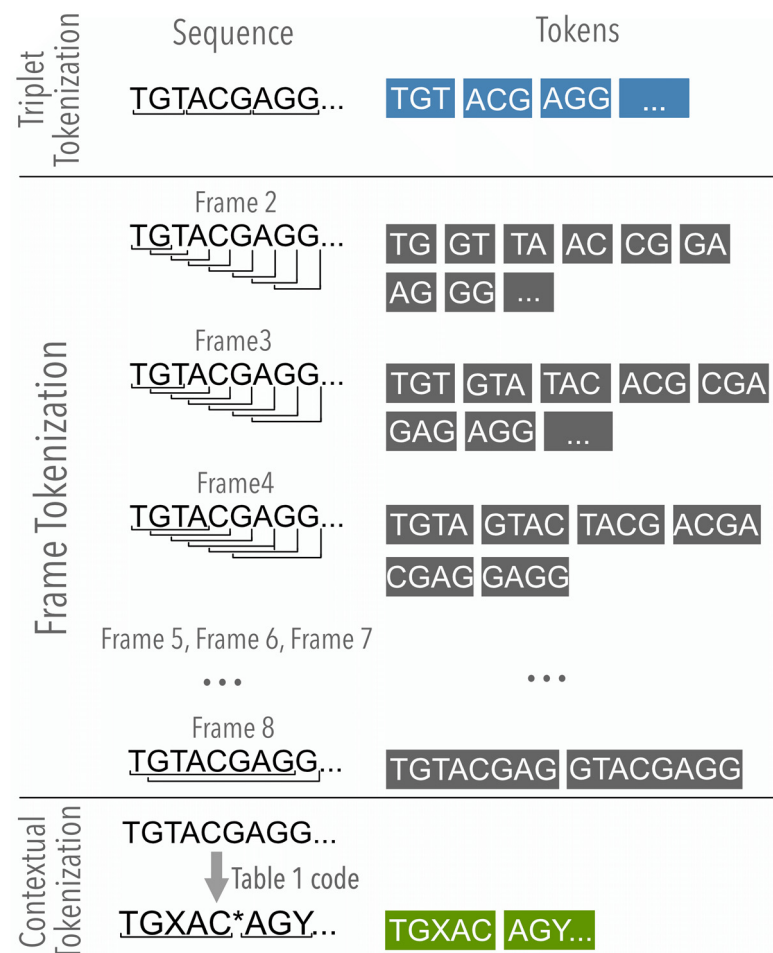 Sequence Tokens
Triplet
Tokenization
TGTACGAGG... TGT ACG AGG ...
Frame Tokenization
Frame 2
TGTACGAGG... TG GT TA AC CG GA
AG GG ...
Frame3
TGTACGAGG... TGT GTA TAC ACG CGA
GAG AGG ...
Frame4
TGTACGAGG... TGTA GTAC TACG ACGA
CGAG GAGG
Frame 5, Frame 6, Frame 7
... ...
Frame 8
TGTACGAGG... TGTACGAG GTACGAGG
Contextual
Tokenization
TGTACGAGG...
Table 1 code
TGXAC*AGY... TGXAC AGY...